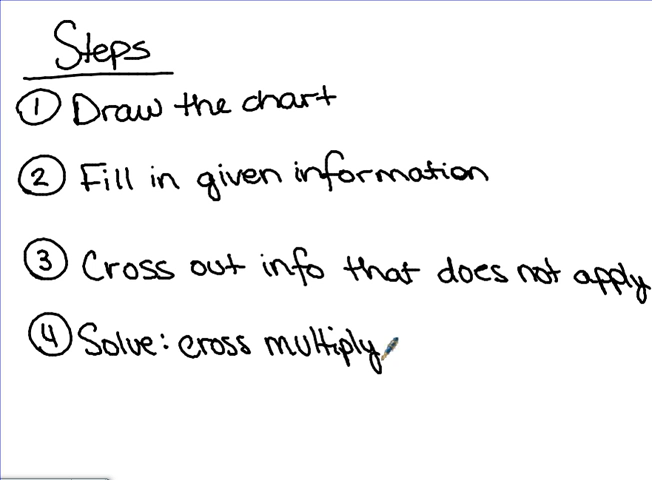 Steps
1 Draw the chart
2 Fill in given information
3 Cross out info that does not apply
4 Solve: cross multiply